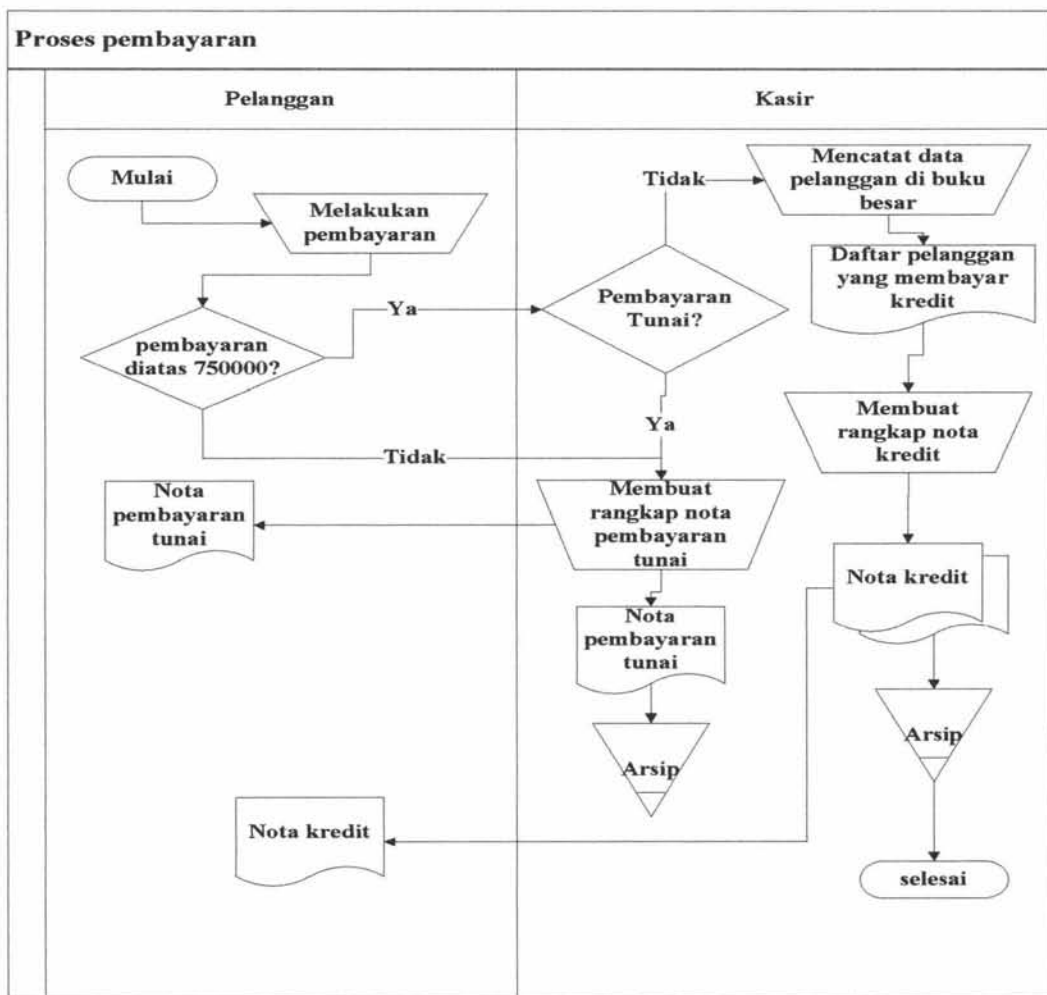 Proses pembayaran
Pelanggan
Kasir
Mulai
Melakukan
pembayaran
pembayaran
diatas 750000?
Ya
Tidak
Pembayaran
Tunai?
Tidak
Ya
Mencatat data
pelanggan di buku
besar
Daftar pelanggan
yang membayar
kredit
Membuat
rangkap nota
kredit
Membuat
rangkap nota
pembayaran
tunai
Nota
pembayaran
tunai
Nota
pembayaran
tunai
Arsip
Nota kredit
Arsip
Nota kredit
selesai